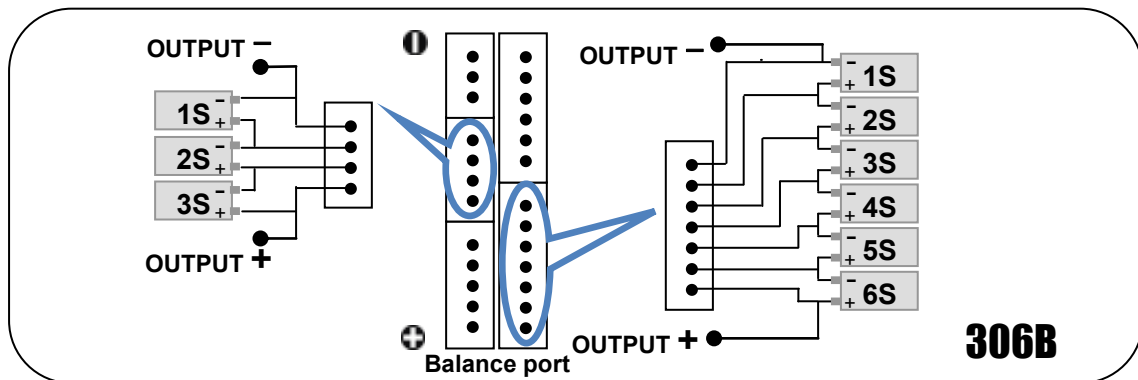 OUTPUT −
1S - +
2S - +
3S - +
OUTPUT +
Balance port
OUTPUT −
- + 1S
- + 2S
- + 3S
- + 4S
- + 5S
- + 6S
OUTPUT +
306B